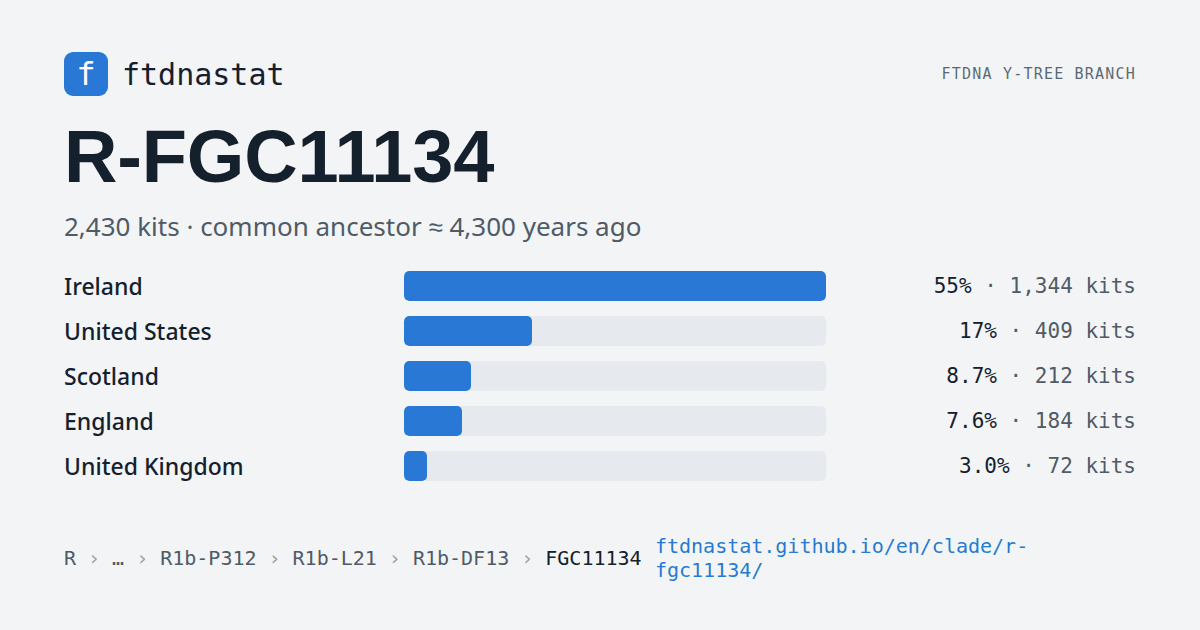 f ftdnastat
FTDNA Y-TREE BRANCH
R-FGC11134
2,430 kits · common ancestor ≈ 4,300 years ago
Ireland 55% · 1,344 kits
United States 17% · 409 kits
Scotland 8.7% · 212 kits
England 7.6% · 184 kits
United Kingdom 3.0% · 72 kits
R › … › R1b-P312 › R1b-L21 › R1b-DF13 › FGC11134
ftdnastat.github.io/en/clade/r-
fgc11134/